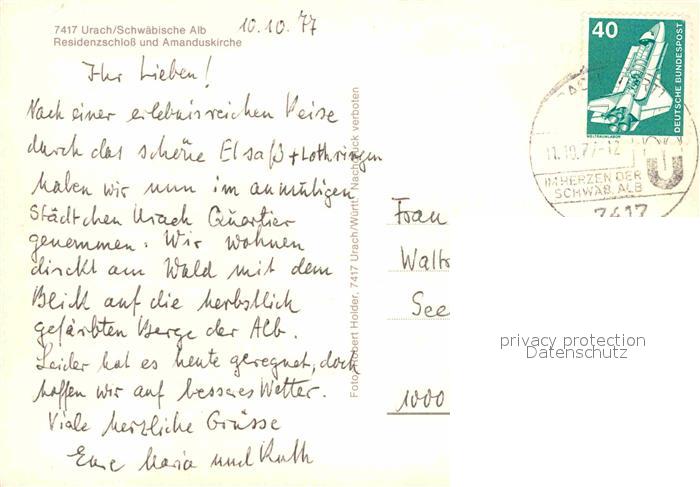 7417 Urach/Schwäbische Alb
Residenzschloß und Amanduskirche
10.10.77
Ihr Lieben!
Nach einer erlebnisreichen Reise
durch das schöne Elsaß + Lothringen
haben wir nun im anmutigen
Städtchen Urach Quartier
genommen. Wir wohnen
direkt am Wald mit dem
Blick auf die herbstlich
gefärbten Berge der Alb.
Leider hat es heute geregnet, doch
hoffen wir auf besseres Wetter.
Viele herzliche Grüsse
Eure Maria und Ruth
Foto: Robert Holder, 7417 Urach/Württ. Nachdruck verboten
40
DEUTSCHE BUNDESPOST
WELTRAUMLABOR
11.10.77-12
IM HERZEN DER
SCHWÄB. ALB
7417
Frau
Waltr
See
1000
privacy protection
Datenschutz